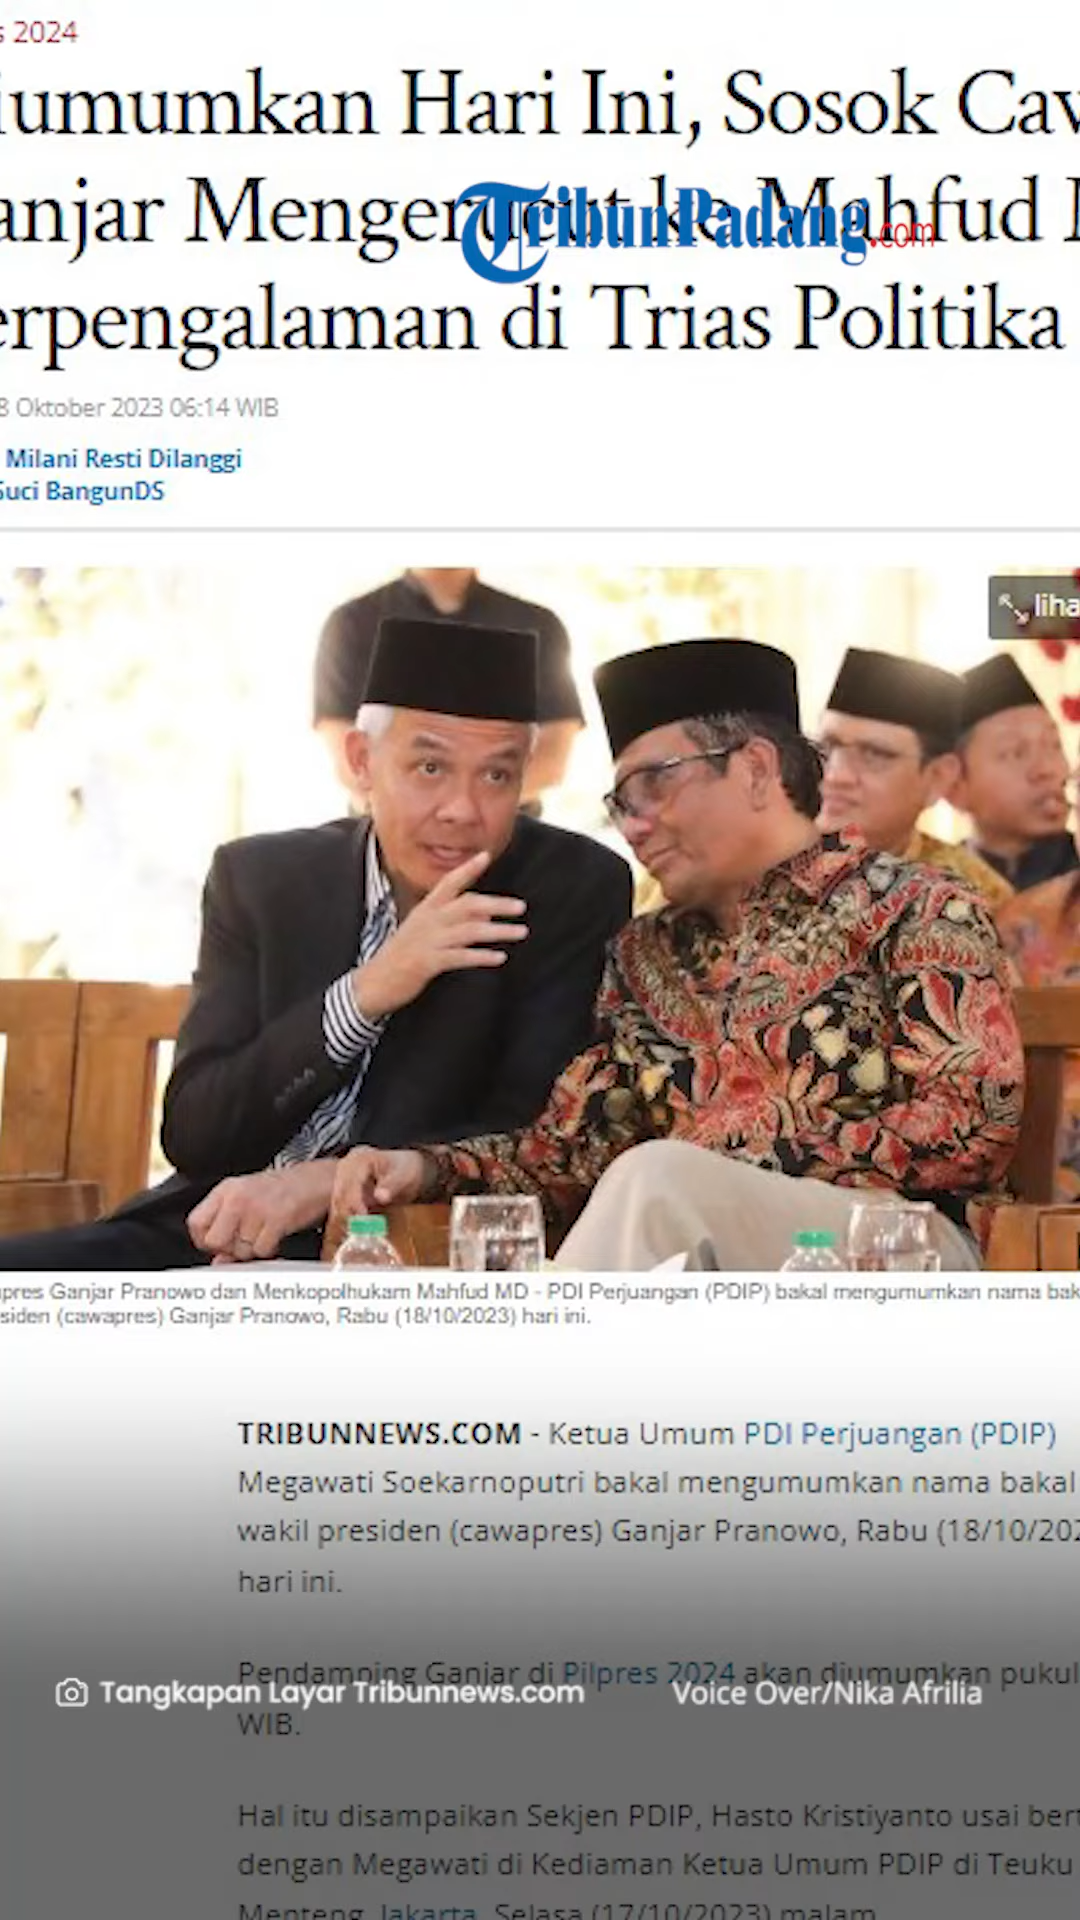 s 2024
iumumkan Hari Ini, Sosok Caw
anjar Mengerucut ke Mahfud M
TribunPadang.com
erpengalaman di Trias Politika
8 Oktober 2023 06:14 WIB
Milani Resti Dilanggi
Suci BangunDS
liha
pres Ganjar Pranowo dan Menkopolhukam Mahfud MD - PDI Perjuangan (PDIP) bakal mengumumkan nama bak
siden (cawapres) Ganjar Pranowo, Rabu (18/10/2023) hari ini.
TRIBUNNEWS.COM - Ketua Umum PDI Perjuangan (PDIP)
Megawati Soekarnoputri bakal mengumumkan nama bakal
wakil presiden (cawapres) Ganjar Pranowo, Rabu (18/10/202
hari ini.
Pendamping Ganjar di Pilpres 2024 akan diumumkan pukul
Tangkapan Layar Tribunnews.com
Voice Over/Nika Afrilia
WIB.
Hal itu disampaikan Sekjen PDIP, Hasto Kristiyanto usai bert
dengan Megawati di Kediaman Ketua Umum PDIP di Teuku
Menteng, Jakarta, Selasa (17/10/2023) malam.